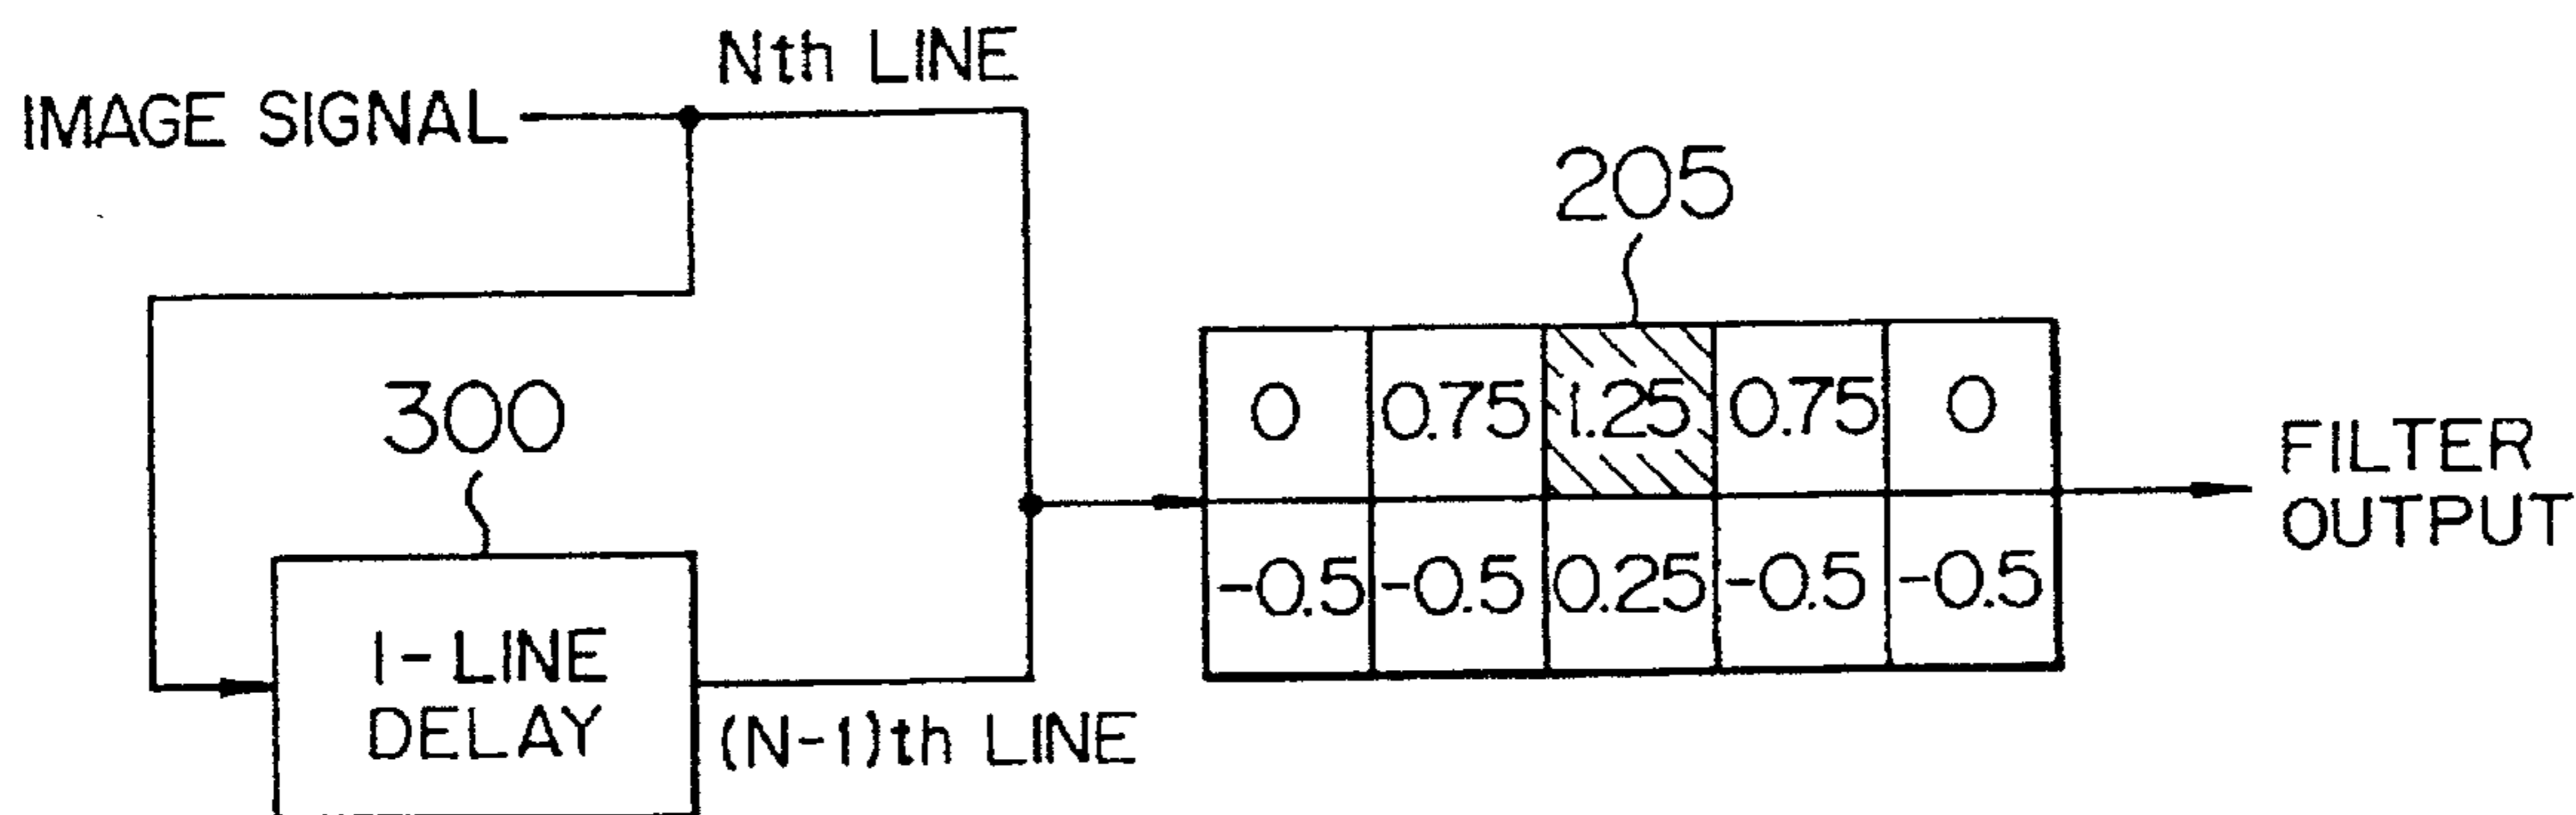 Nth LINE
IMAGE SIGNAL
205
300
0 0.75 1.25 0.75 0
-0.5 -0.5 0.25 -0.5 -0.5
FILTER
OUTPUT
1-LINE
DELAY
(N-1)th LINE